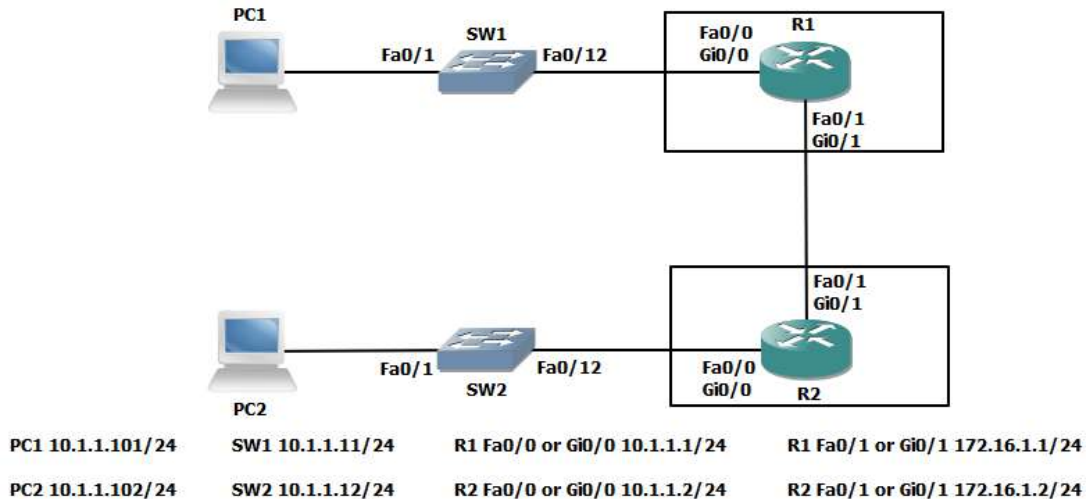 PC1
SW1
R1
Fa0/1
Fa0/12
Fa0/0
Gi0/0
Fa0/1
Gi0/1
Fa0/1
Gi0/1
Fa0/1
Fa0/12
Fa0/0
Gi0/0
PC2
SW2
R2
PC1 10.1.1.101/24 SW1 10.1.1.11/24 R1 Fa0/0 or Gi0/0 10.1.1.1/24 R1 Fa0/1 or Gi0/1 172.16.1.1/24
PC2 10.1.1.102/24 SW2 10.1.1.12/24 R2 Fa0/0 or Gi0/0 10.1.1.2/24 R2 Fa0/1 or Gi0/1 172.16.1.2/24